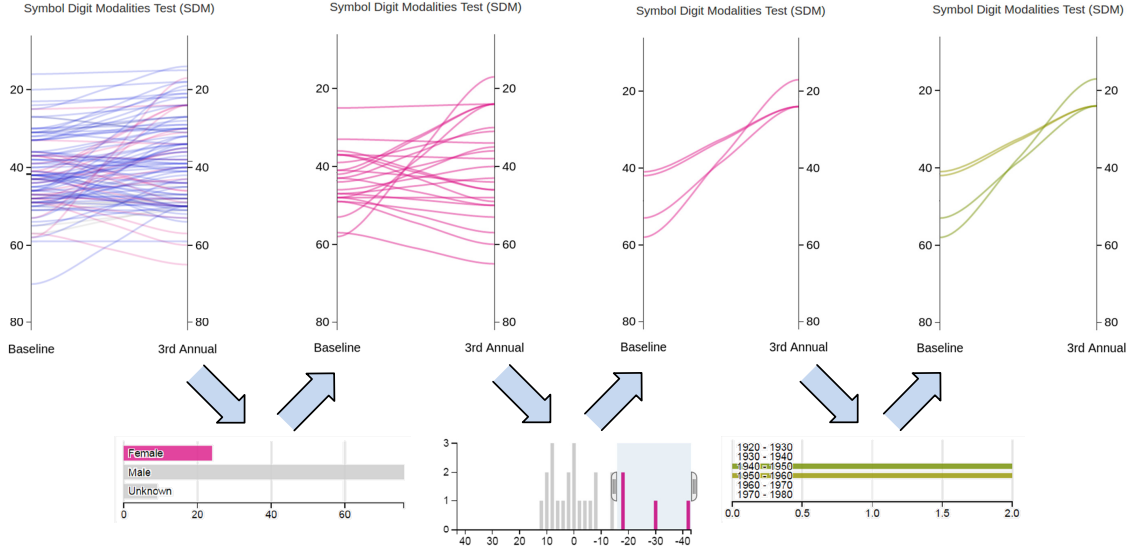 Symbol Digit Modalities Test (SDM)
20
40
60
80
20
40
60
80
Baseline
3rd Annual
Symbol Digit Modalities Test (SDM)
20
40
60
80
20
40
60
80
Baseline
3rd Annual
Symbol Digit Modalities Test (SDM)
20
40
60
80
20
40
60
80
Baseline
3rd Annual
Symbol Digit Modalities Test (SDM)
20
40
60
80
20
40
60
80
Baseline
3rd Annual
Female
Male
Unknown
0 20 40 60
3
2
1
0
40 30 20 10 0 -10 -20 -30 -40
1920 - 1930
1930 - 1940
1940 - 1950
1950 - 1960
1960 - 1970
1970 - 1980
0.0 0.5 1.0 1.5 2.0